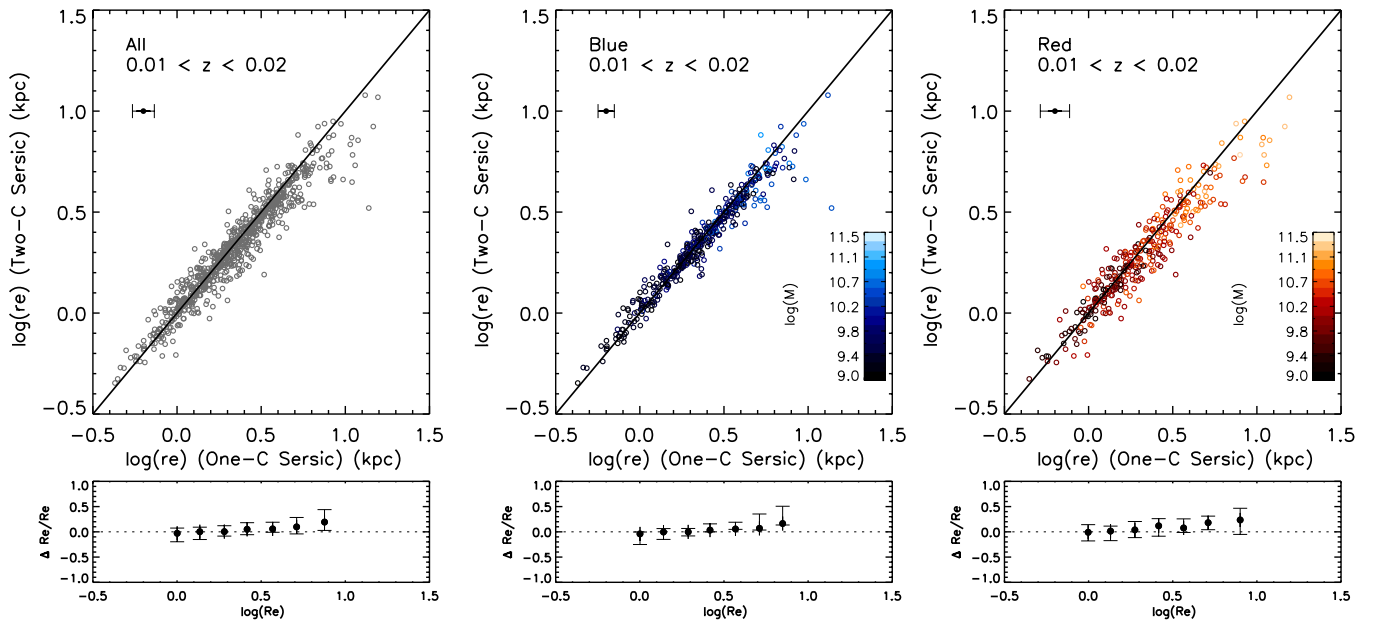 All
0.01 < z < 0.02
log(re) (Two-C Sersic) (kpc)
1.5
1.0
0.5
0.0
-0.5
-0.5 0.0 0.5 1.0 1.5
log(re) (One-C Sersic) (kpc)
Blue
0.01 < z < 0.02
log(re) (Two-C Sersic) (kpc)
1.5
1.0
0.5
0.0
-0.5
log(M)
11.5
11.1
10.7
10.2
9.8
9.4
9.0
-0.5 0.0 0.5 1.0 1.5
log(re) (One-C Sersic) (kpc)
Red
0.01 < z < 0.02
log(re) (Two-C Sersic) (kpc)
1.5
1.0
0.5
0.0
-0.5
log(M)
11.5
11.1
10.7
10.2
9.8
9.4
9.0
-0.5 0.0 0.5 1.0 1.5
log(re) (One-C Sersic) (kpc)
Δ Re/Re
1.0
0.5
0.0
-0.5
-1.0
-0.5 0.0 0.5 1.0 1.5
log(Re)
Δ Re/Re
1.0
0.5
0.0
-0.5
-1.0
-0.5 0.0 0.5 1.0 1.5
log(Re)
Δ Re/Re
1.0
0.5
0.0
-0.5
-1.0
-0.5 0.0 0.5 1.0 1.5
log(Re)